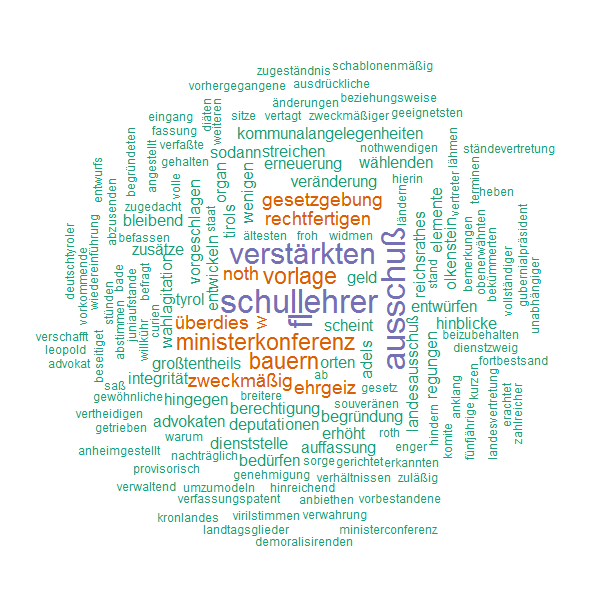 schablonenmäßig
zugeständnis
vorhergegangene
ausdrückliche
beziehungsweise
änderungen
eingang
diäten
weiteren
sitze
vertagt
zweckmäßiger
geeignetsten
fassung
angestellt
verfaßte
kommunalangelegenheiten
begründeten
gehalten
sodann
streichen
nothwendigen
lähmen
ständevertretung
entwurfs
volle
organ
wenigen
erneuerung
wählenden
veränderung
hierin
vertreter
terminen
heben
abzusenden
zugedacht
vorgeschlagen
gesetzgebung
ändern
elemente
bleibend
staat
tirols
rechtfertigen
reichsrathes
olkenstein
bemerkungen
obenerwähnten
bekümmerten
gubernialpräsident
deutschtyroler
wiedereinführung
befassen
ältesten
froh
widmen
stand
vollständiger
unabhängiger
vorkommende
zusätze
entwickeln
verstärkten
ausschuß
bade
befragt
wahlagitation
noth
vorlage
geld
stünden
juniaufstande
tyrol
schullehrer
entwürfen
verschafft
abstimmen
willkühr
curien
überdies
w
fl
scheint
hinblicke
beizubehalten
leopold
beseitiget
ministerkonferenz
adels
landesausschuß
regungen
dienstzweig
advokat
großtentheils
bauern
orten
fortbestsand
saß
integrität
zweckmäßig
ehrgeiz
ab
gesetz
gewöhnliche
hingegen
breitere
souveränen
hindern
anklang
kurzen
erachtet
vertheidigen
berechtigung
begründung
komite
fünfjährige
landesvertretung
zahlreicher
getrieben
advokaten
deputationen
erhöht
roth
enger
warum
dienststelle
auffassung
anheimgestellt
nachträglich
bedürfen
sorge
gerichtet
erkannten
provisorisch
genehmigung
verhältnissen
zuläßig
verwaltend
umzumodeln
hinreichend
verfassungspatent
anbiethen
vorbestandene
kronlandes
virilstimmen
verwahrung
landtagsglieder
ministerconferenz
demoralisirenden